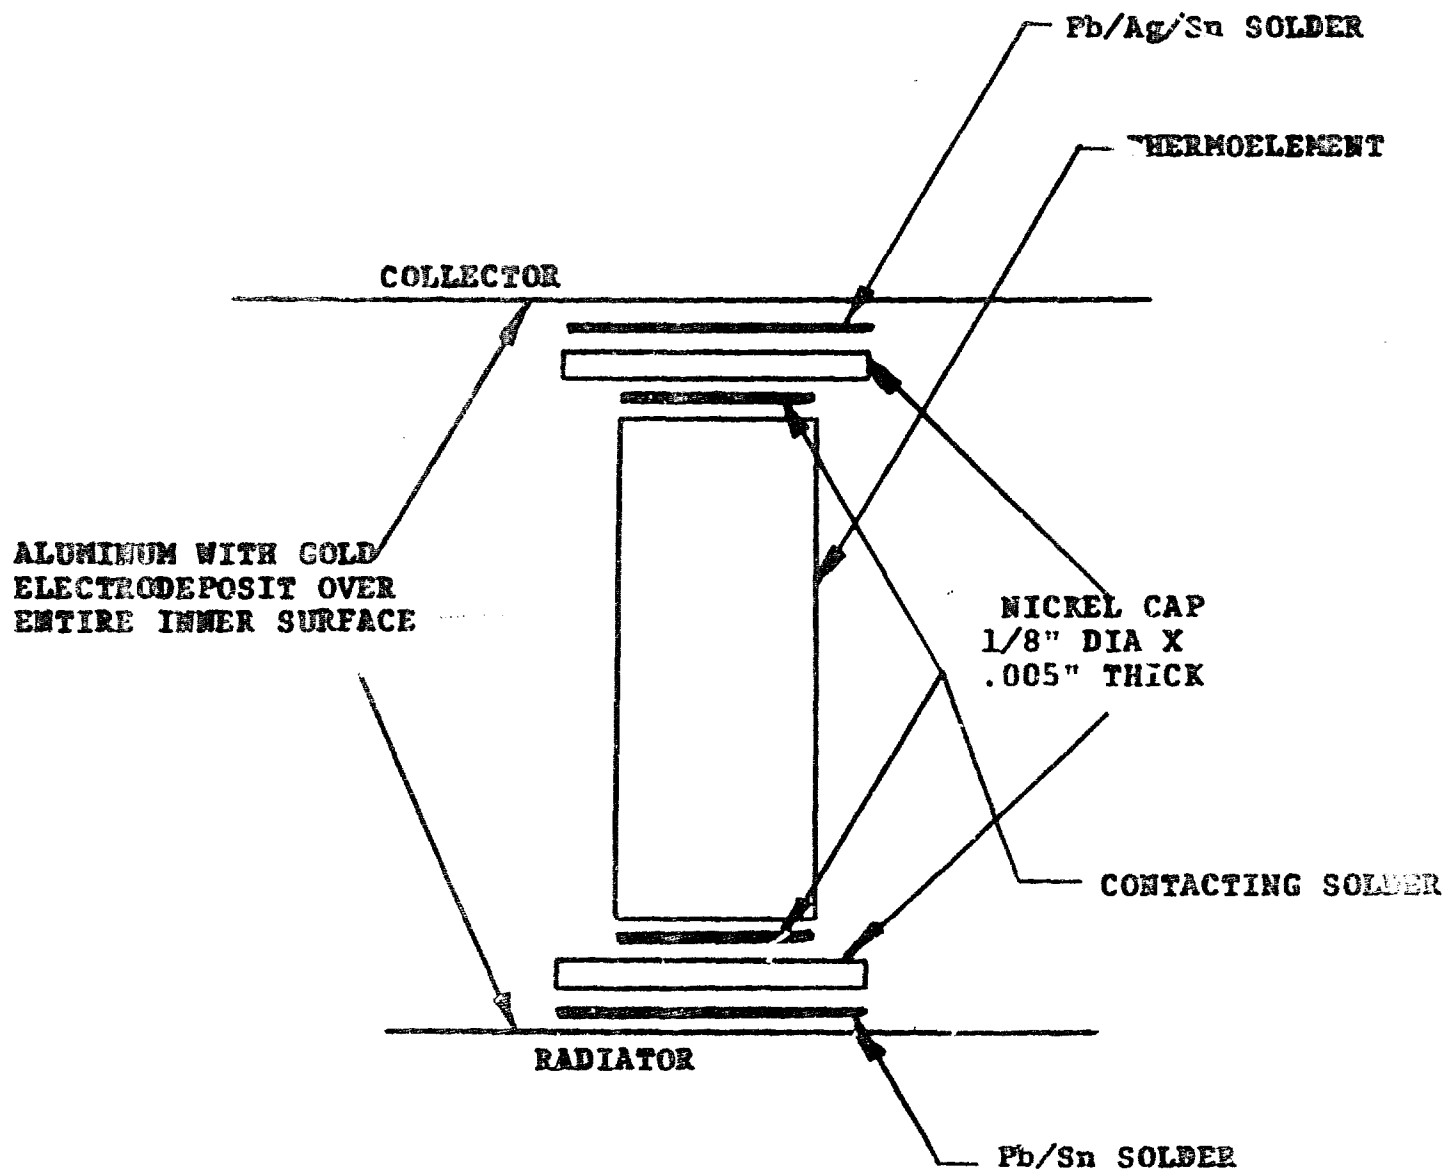 Pb/Ag/Sn SOLDER
THERMOELEMENT
COLLECTOR
ALUMINUM WITH GOLD
ELECTRODEPOSIT OVER
ENTIRE INNER SURFACE
NICKEL CAP
1/8" DIA X
.005" THICK
CONTACTING SOLDER
RADIATOR
Pb/Sn SOLDER